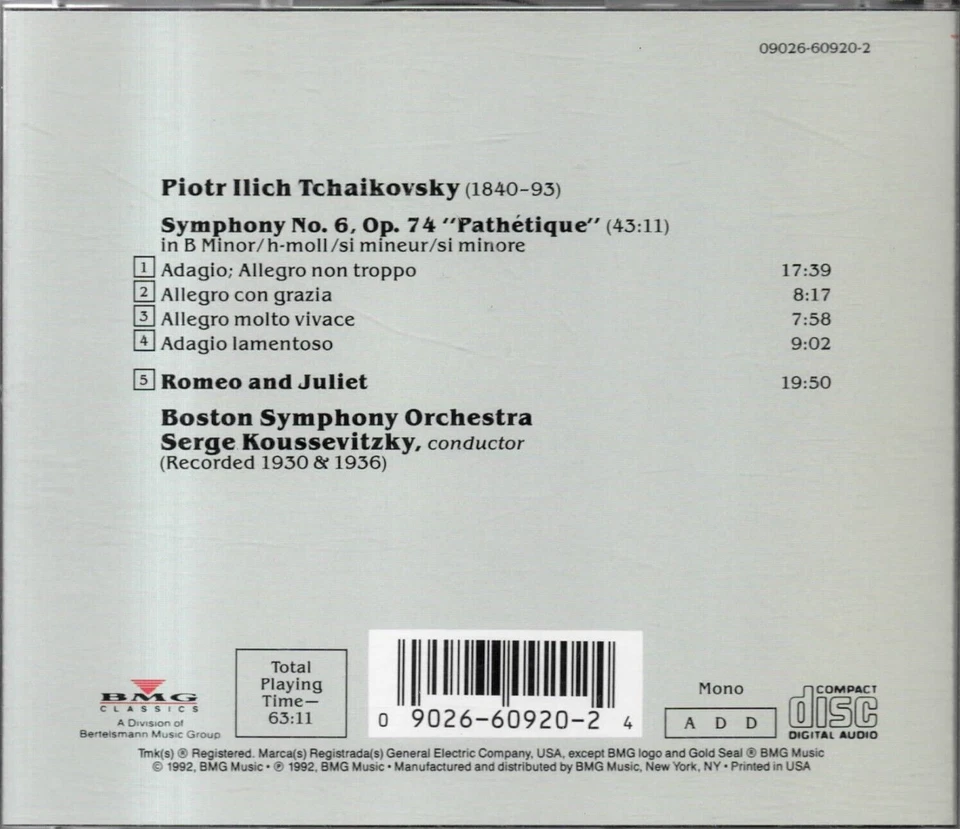 09026-60920-2
Piotr Ilich Tchaikovsky (1840-93)
Symphony No. 6, Op. 74 "Pathétique" (43:11)
in B Minor/h-moll/si mineur/si minore
1 Adagio; Allegro non troppo 17:39
2 Allegro con grazia 8:17
3 Allegro molto vivace 7:58
4 Adagio lamentoso 9:02
5 Romeo and Juliet 19:50
Boston Symphony Orchestra
Serge Koussevitzky, conductor
(Recorded 1930 & 1936)
BMG
CLASSICS
A Division of
Bertelsmann Music Group
Total
Playing
Time—
63:11
0 9026-60920-2 4
Mono
A D D
COMPACT
disc
DIGITAL AUDIO
Tmk(s) ® Registered. Marca(s) Registrada(s) General Electric Company, USA, except BMG logo and Gold Seal ® BMG Music
© 1992, BMG Music • ℗ 1992, BMG Music • Manufactured and distributed by BMG Music, New York, NY • Printed in USA